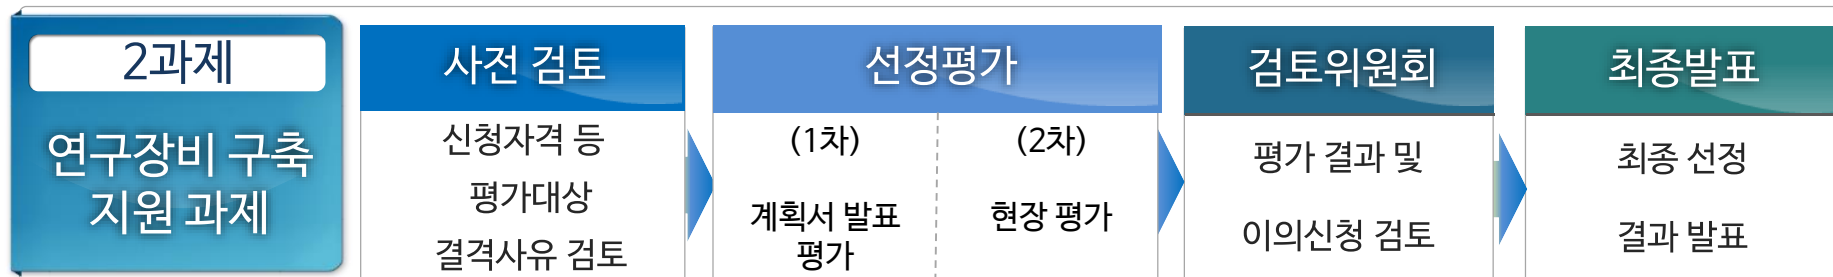 2과제
연구장비 구축
지원 과제
사전 검토
신청자격 등
평가대상
결격사유 검토
선정평가
(1차)
계획서 발표
평가
(2차)
현장 평가
검토위원회
평가 결과 및
이의신청 검토
최종발표
최종 선정
결과 발표